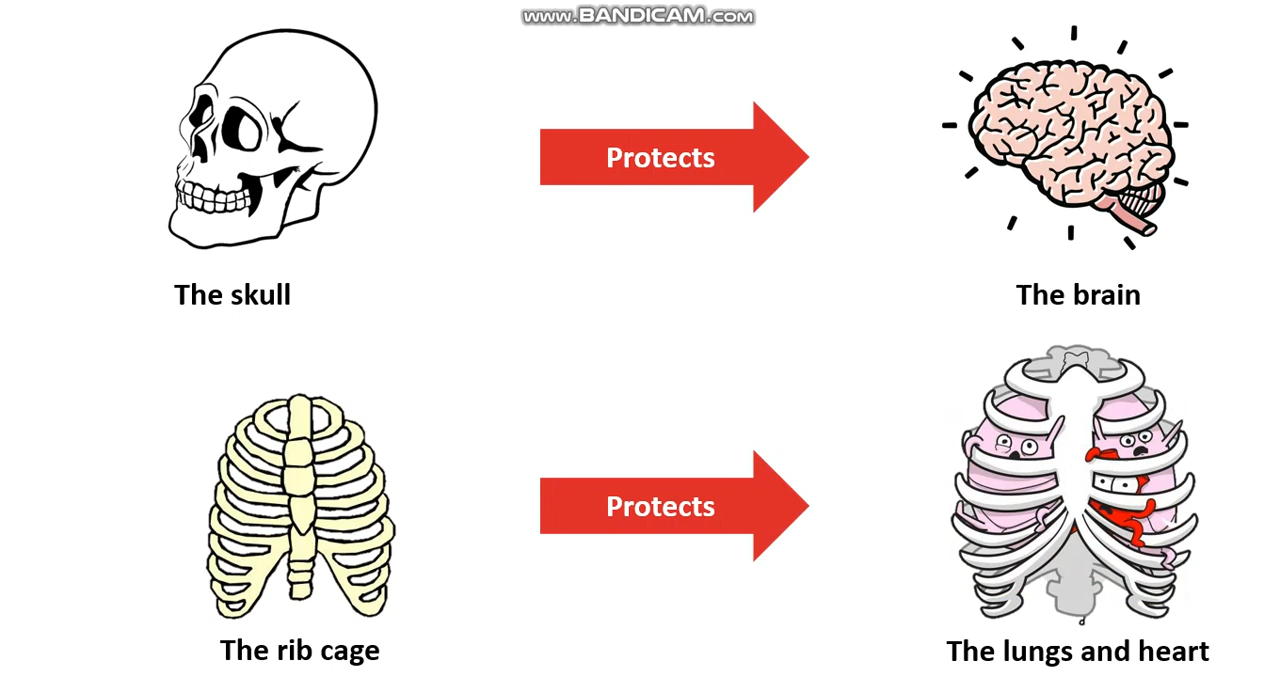 www.BANDICAM.com
Protects
The skull
The brain
Protects
The rib cage
The lungs and heart